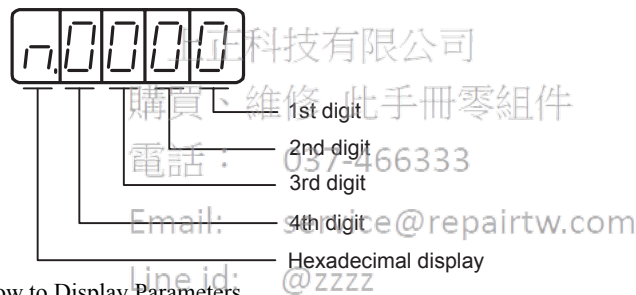 n.0000
上正科技有限公司
購買、維修 此手冊零組件
1st digit
2nd digit
電話： 037-466333
3rd digit
Email: service@repairtw.com
4th digit
Hexadecimal display
Line id: @zzzz
ow to Display Parameters